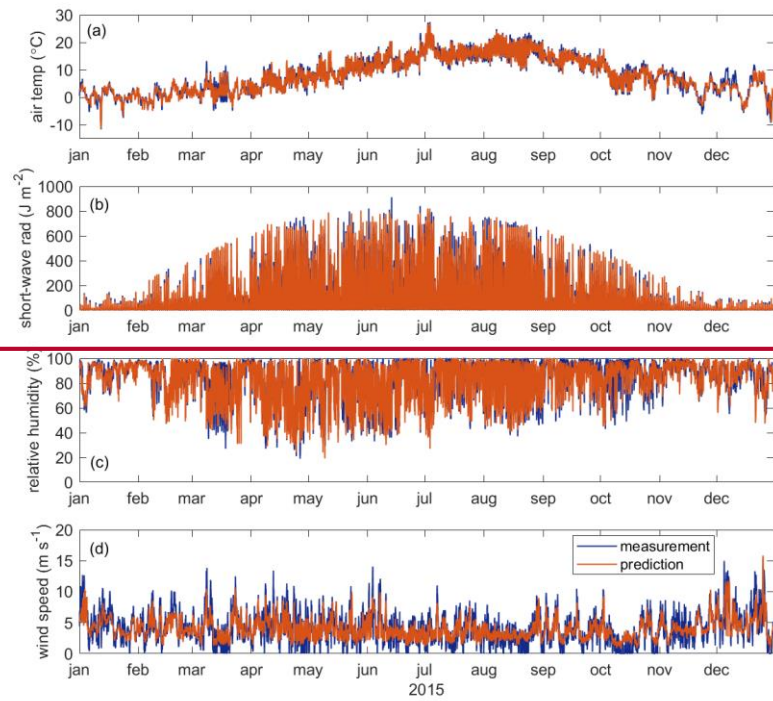 (a)
air temp (°C)
30
20
10
0
-10
jan feb mar apr may jun jul aug sep oct nov dec
(b)
short-wave rad (J m⁻²)
1000
800
600
400
200
0
jan feb mar apr may jun jul aug sep oct nov dec
(c)
relative humidity (%
100
80
60
40
20
0
jan feb mar apr may jun jul aug sep oct nov dec
(d)
wind speed (m s⁻¹)
20
15
10
5
0
measurement
prediction
jan feb mar apr may jun jul aug sep oct nov dec
2015